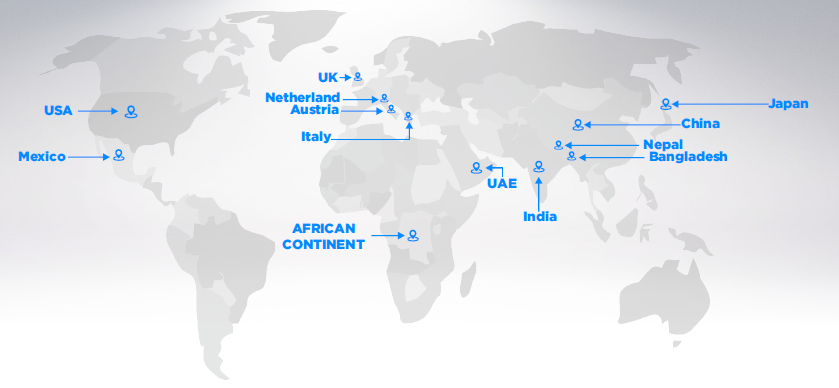 UK
Netherland
Austria
USA
Japan
China
Italy
Nepal
Mexico
Bangladesh
UAE
India
AFRICAN
CONTINENT